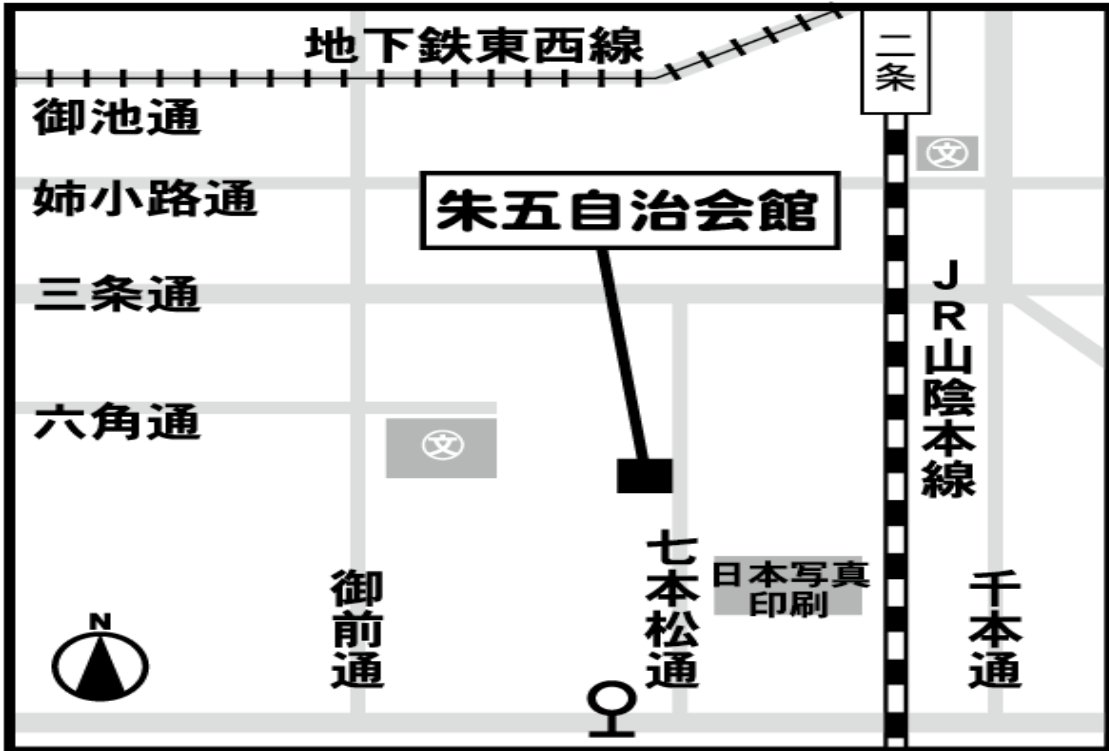 地下鉄東西線
二条
御池通
文
姉小路通
朱五自治会館
三条通
JR山陰本線
六角通
文
七本松通
日本写真
印刷
御前通
千本通
N